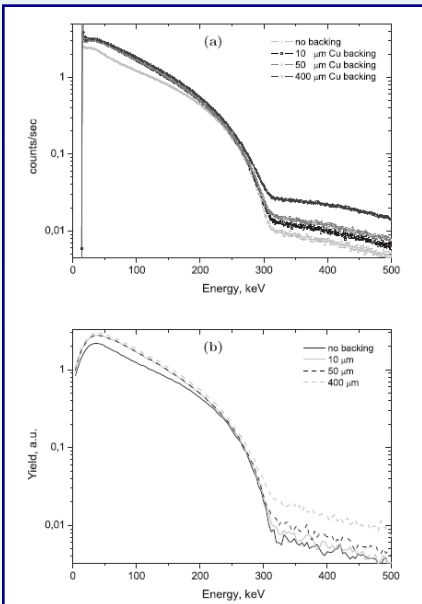 (a)
no backing
10 μm Cu backing
50 μm Cu backing
400 μm Cu backing
counts/sec
1
0,1
0,01
0 100 200 300 400 500
Energy, keV
(b)
no backing
10 μm
50 μm
400 μm
Yield, a.u.
1
0,1
0,01
0 100 200 300 400 500
Energy, keV